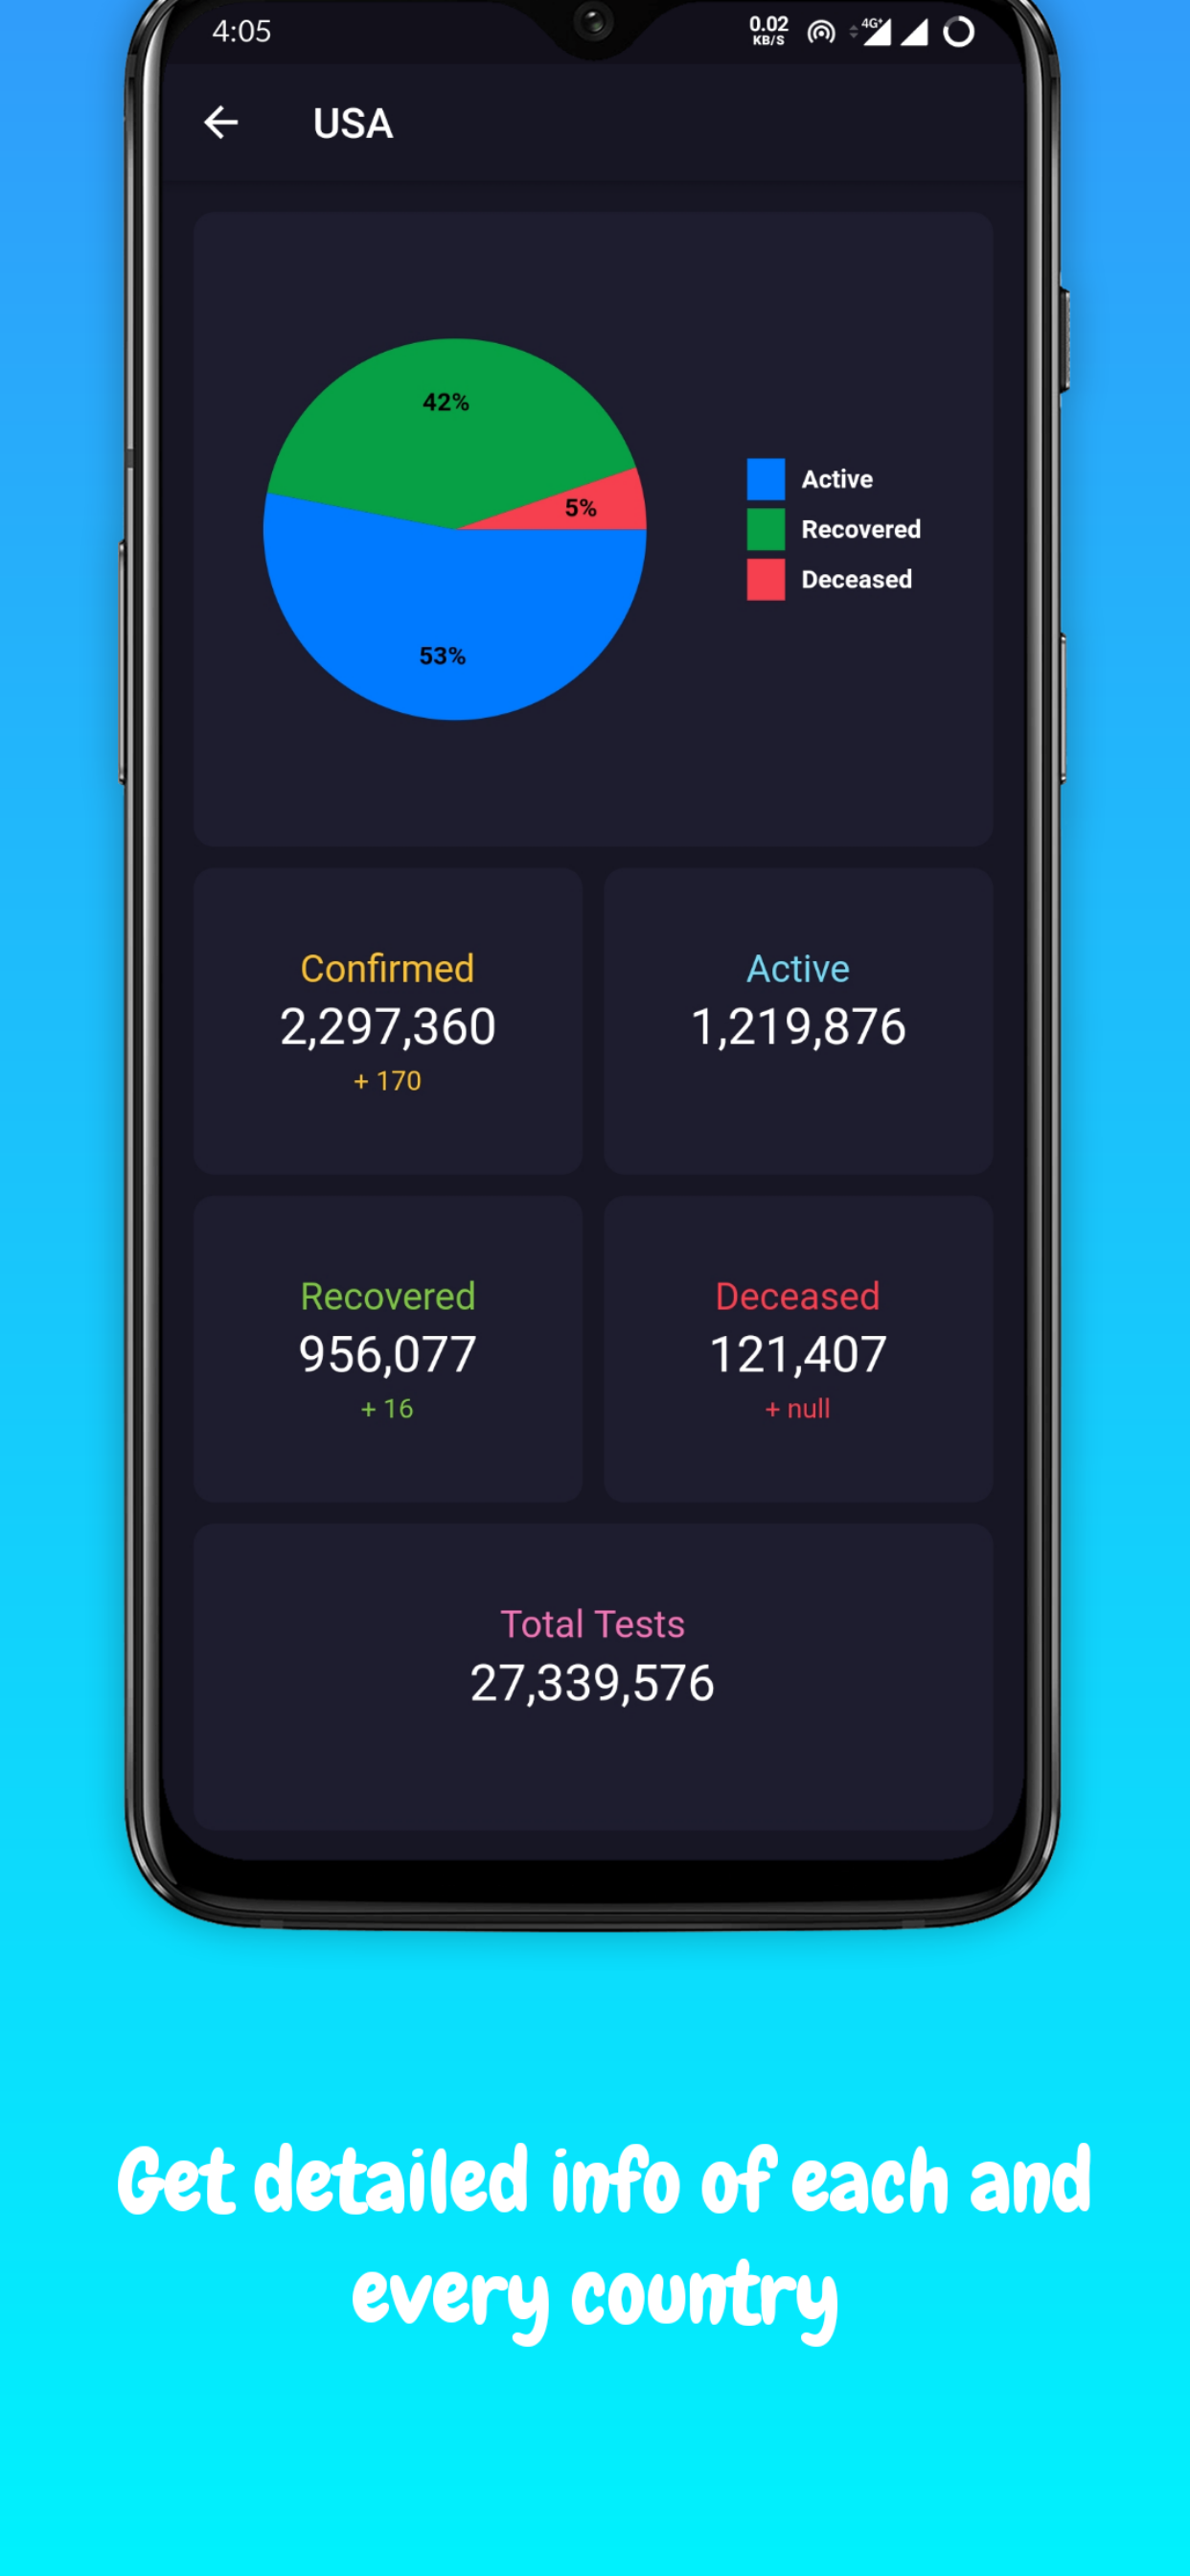 4:05
0.02
KB/S
4G+
USA
42%
5%
53%
Active
Recovered
Deceased
Confirmed
2,297,360
+ 170
Active
1,219,876
Recovered
956,077
+ 16
Deceased
121,407
+ null
Total Tests
27,339,576
Get detailed info of each and
every country